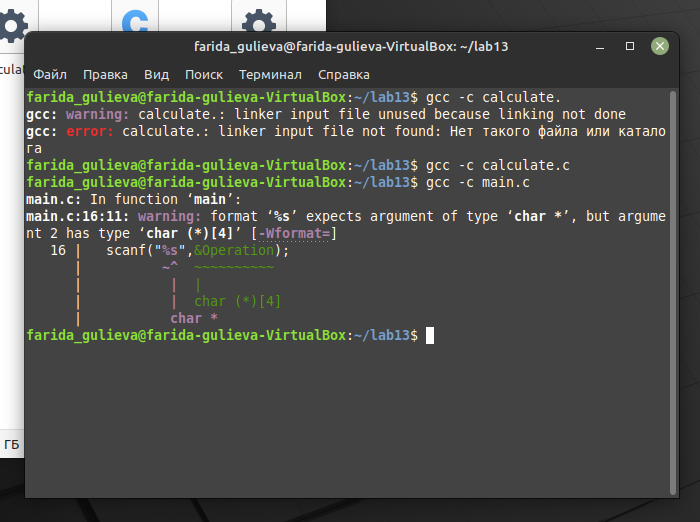 culat
ГБ
farida_gulieva@farida-gulieva-VirtualBox: ~/lab13
Файл Правка Вид Поиск Терминал Справка
farida_gulieva@farida-gulieva-VirtualBox:~/lab13$ gcc -c calculate.
gcc: warning: calculate.: linker input file unused because linking not done
gcc: error: calculate.: linker input file not found: Нет такого файла или катало
га
farida_gulieva@farida-gulieva-VirtualBox:~/lab13$ gcc -c calculate.c
farida_gulieva@farida-gulieva-VirtualBox:~/lab13$ gcc -c main.c
main.c: In function ‘main’:
main.c:16:11: warning: format ‘%s’ expects argument of type ‘char *’, but argume
nt 2 has type ‘char (*)[4]’ [-Wformat=]
   16 |   scanf("%s",&Operation);
      |          ~^  ~~~~~~~~~~
      |           |  |
      |           |  char (*)[4]
      |           char *
farida_gulieva@farida-gulieva-VirtualBox:~/lab13$